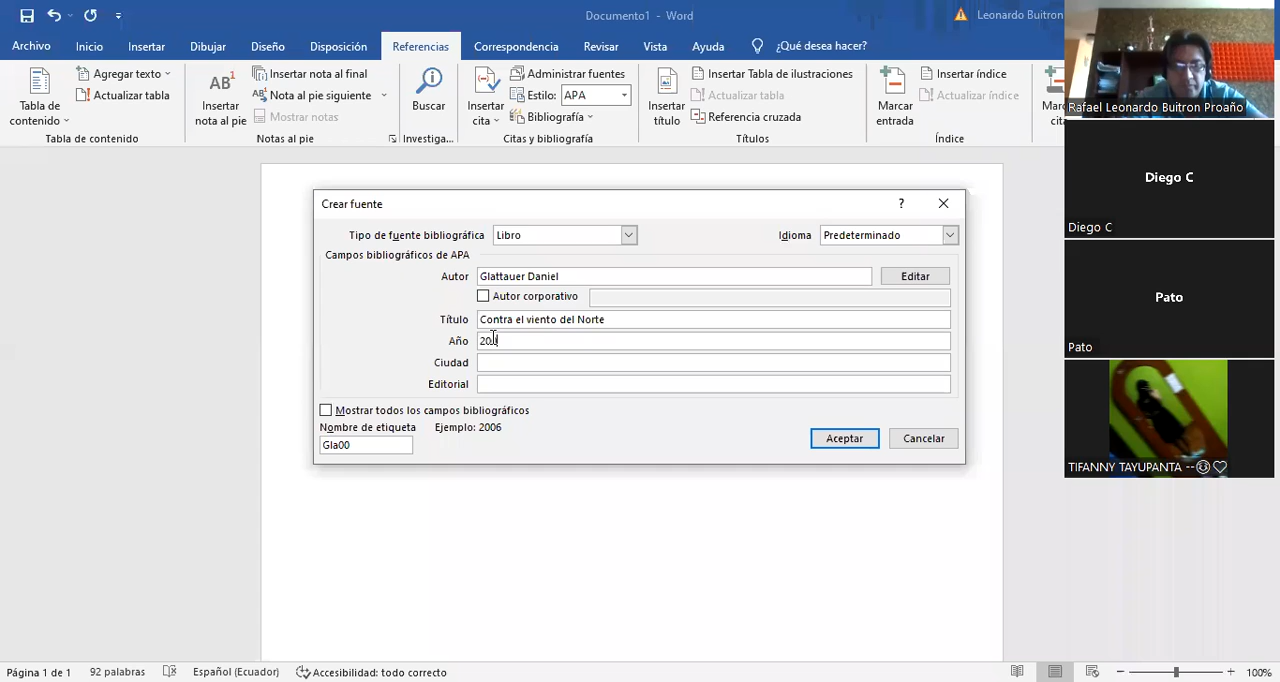 Documento1 - Word
Leonardo Buitron
Archivo
Inicio
Insertar
Dibujar
Diseño
Disposición
Referencias
Correspondencia
Revisar
Vista
Ayuda
¿Qué desea hacer?
Tabla de contenido
Agregar texto
Actualizar tabla
Tabla de contenido
AB1
Insertar nota al pie
Insertar nota al final
Nota al pie siguiente
Mostrar notas
Notas al pie
Buscar
Investiga...
Insertar cita
Administrar fuentes
Estilo: APA
Bibliografía
Citas y bibliografía
Insertar título
Insertar Tabla de ilustraciones
Actualizar tabla
Referencia cruzada
Títulos
Marcar entrada
Insertar índice
Actualizar índice
Índice
Crear fuente
?
Tipo de fuente bibliográfica Libro
Idioma Predeterminado
Campos bibliográficos de APA
Autor Glattauer Daniel Editar
Autor corporativo
Título Contra el viento del Norte
Año
Ciudad
Editorial
Mostrar todos los campos bibliográficos
Nombre de etiqueta Ejemplo: 2006
Gla00
Aceptar Cancelar
Rafael Leonardo Buitron Proaño
Diego C
Diego C
Pato
Pato
TIFANNY TAYUPANTA --
Página 1 de 1
92 palabras
Español (Ecuador)
Accesibilidad: todo correcto
100%